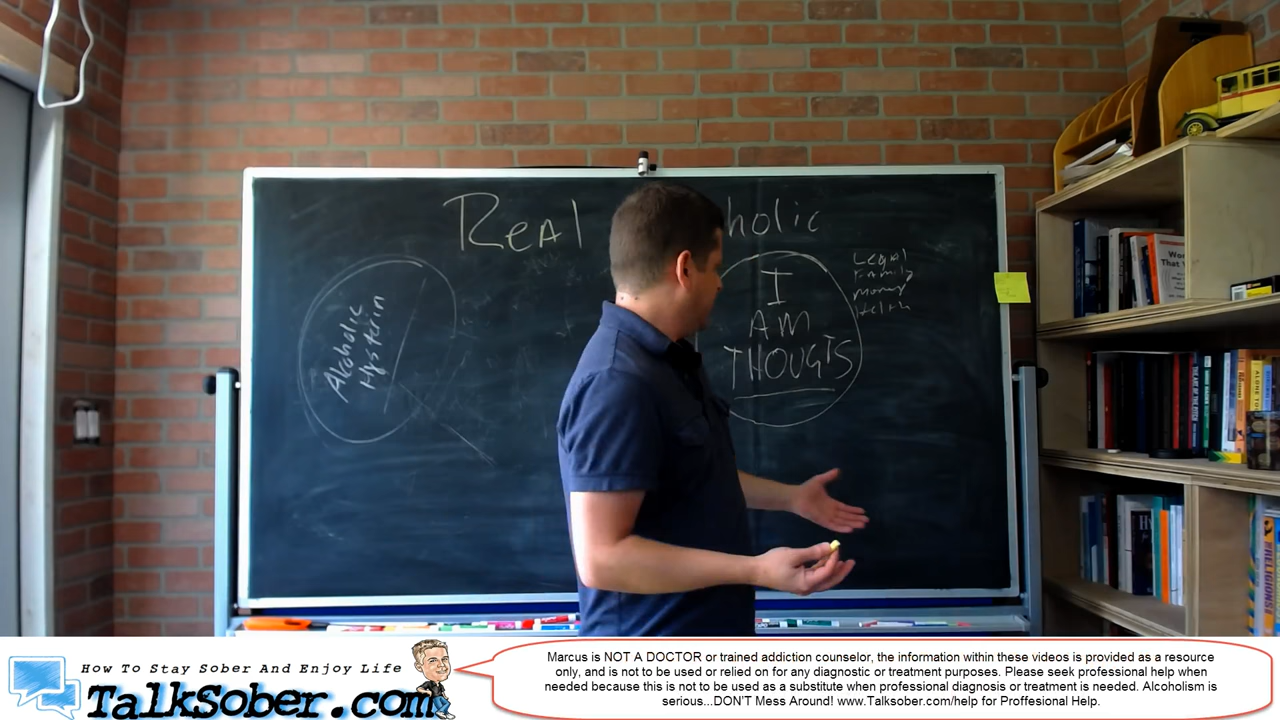 Real
holic
Alcoholic
I
AM
THOUGTS
Legal
Family
Money
How To Stay Sober And Enjoy Life
TalkSober.com
Marcus is NOT A DOCTOR or trained addiction counselor, the information within these videos is provided as a resource
only, and is not to be used or relied on for any diagnostic or treatment purposes. Please seek professional help when
needed because this is not to be used as a substitute when professional diagnosis or treatment is needed. Alcoholism is
serious...DON'T Mess Around! www.Talksober.com/help for Proffesional Help.
RELIGIONS